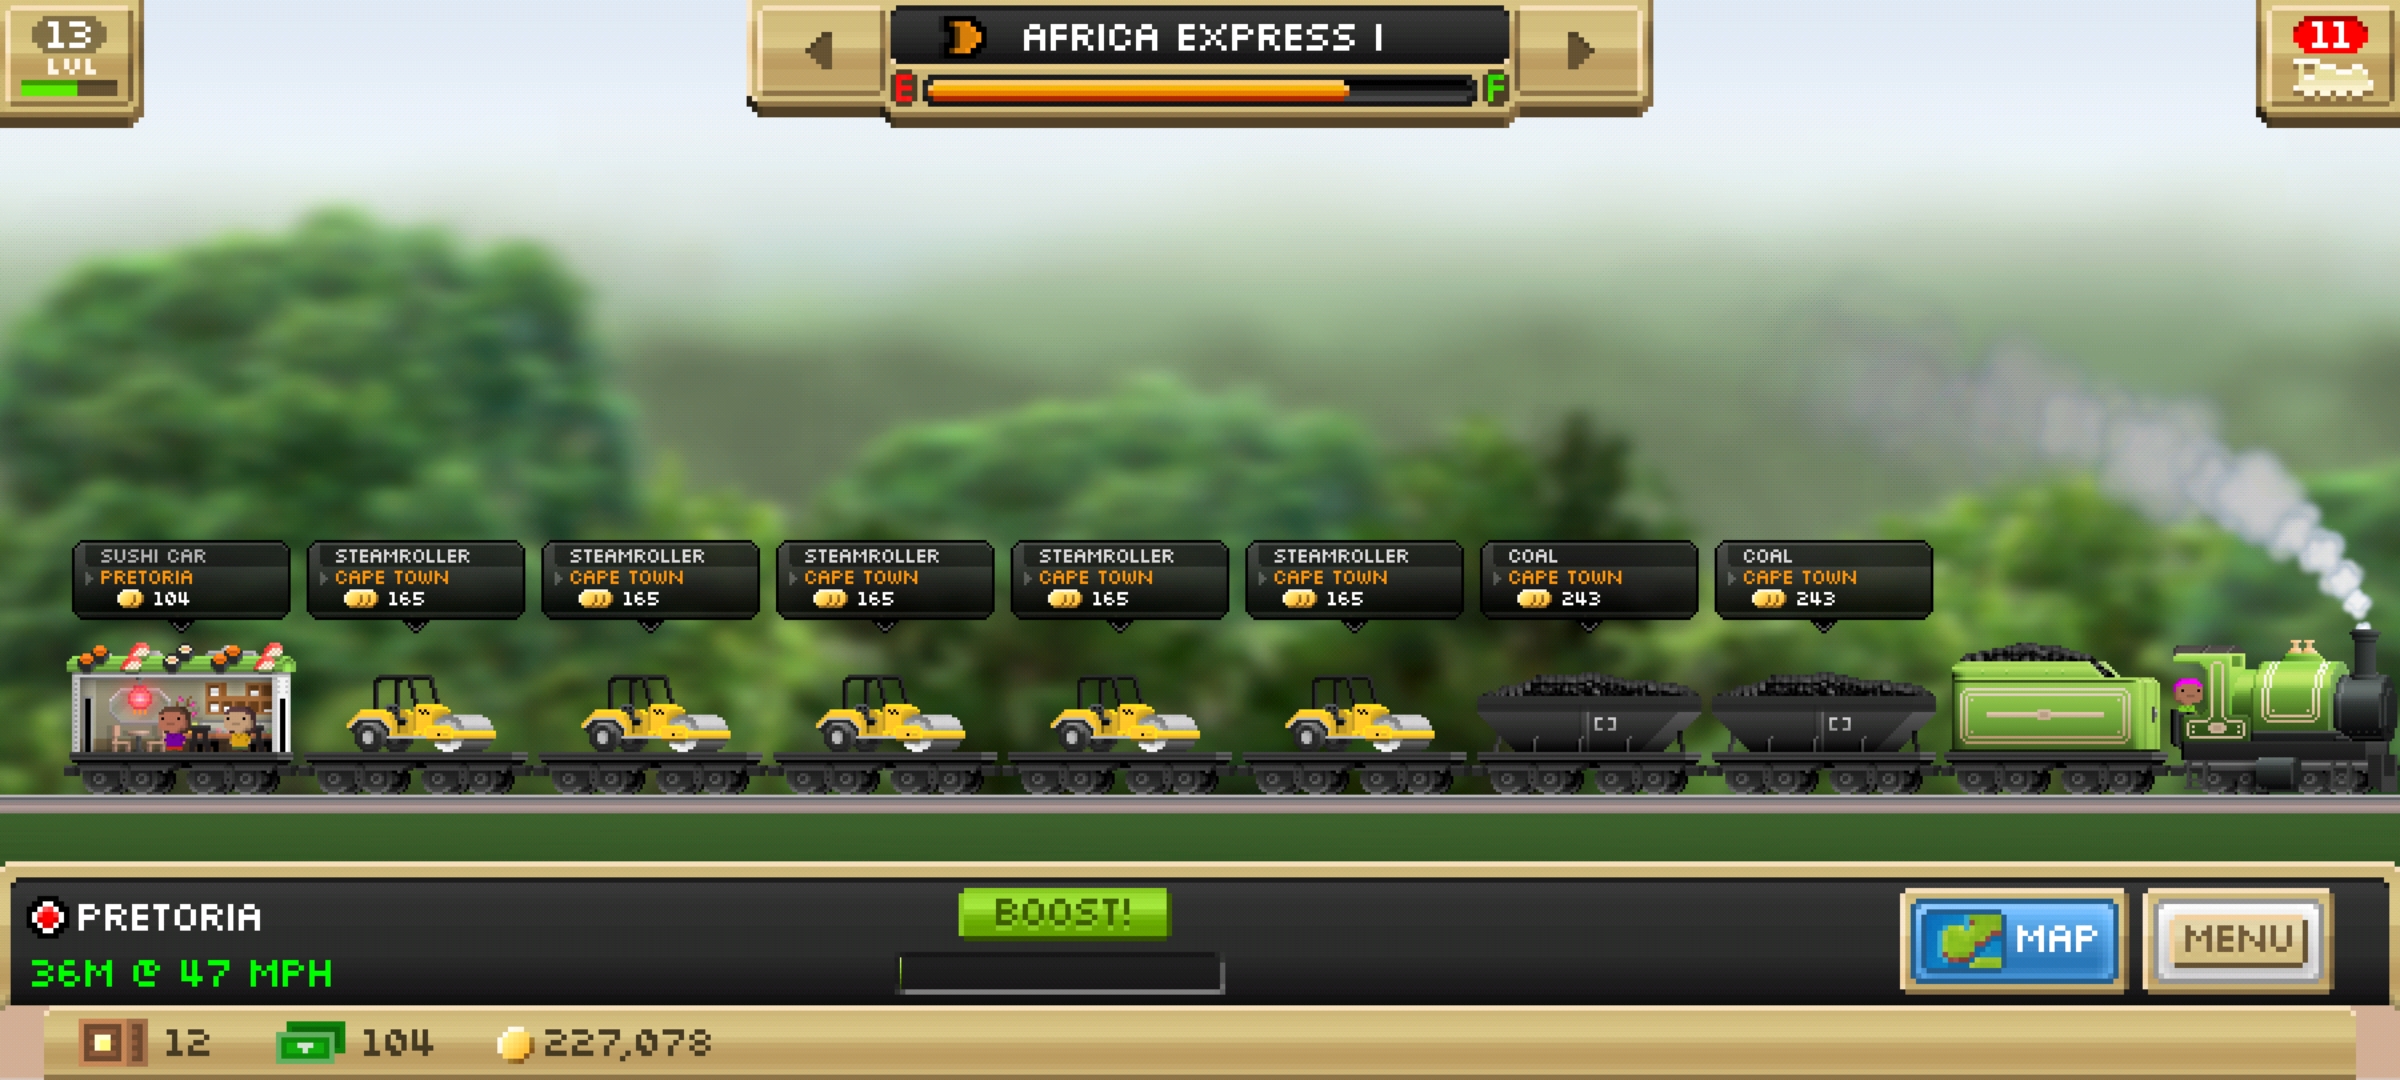 13
LVL
AFRICA EXPRESS I
E F
11
SUSHI CAR
PRETORIA
104
STEAMROLLER
CAPE TOWN
165
STEAMROLLER
CAPE TOWN
165
STEAMROLLER
CAPE TOWN
165
STEAMROLLER
CAPE TOWN
165
STEAMROLLER
CAPE TOWN
165
COAL
CAPE TOWN
243
COAL
CAPE TOWN
243
PRETORIA
36M @ 47 MPH
BOOST!
MAP
MENU
12 104 227,078